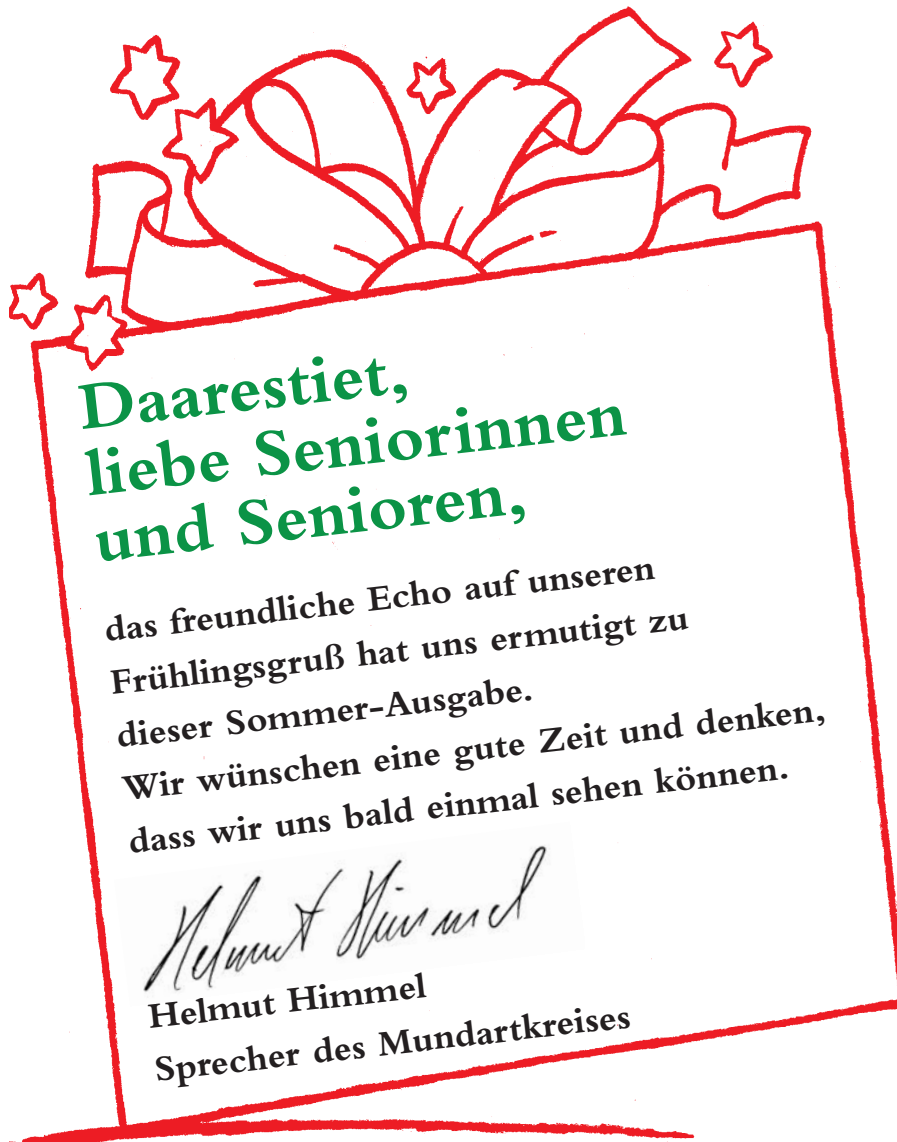 Daarestiet,
liebe Seniorinnen
und Senioren,
das freundliche Echo auf unseren
Frühlingsgruß hat uns ermutigt zu
dieser Sommer-Ausgabe.
Wir wünschen eine gute Zeit und denken,
dass wir uns bald einmal sehen können.
Helmut Himmel
Helmut Himmel
Sprecher des Mundartkreises